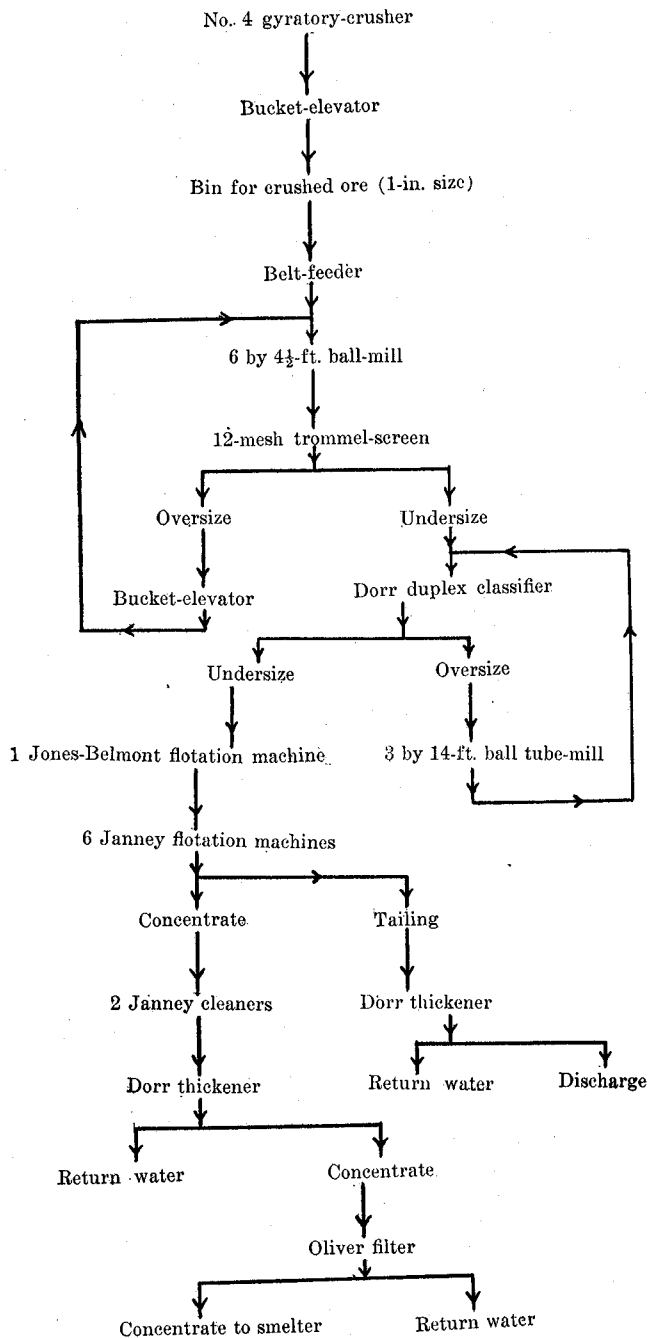 No. 4 gyratory-crusher
Bucket-elevator
Bin for crushed ore (1-in. size)
Belt-feeder
6 by 4½-ft. ball-mill
12-mesh trommel-screen
Oversize
Undersize
Bucket-elevator
Dorr duplex classifier
Undersize
Oversize
1 Jones-Belmont flotation machine
3 by 14-ft. ball tube-mill
6 Janney flotation machines
Concentrate
Tailing
2 Janney cleaners
Dorr thickener
Dorr thickener
Return water
Discharge
Return water
Concentrate
Oliver filter
Concentrate to smelter
Return water